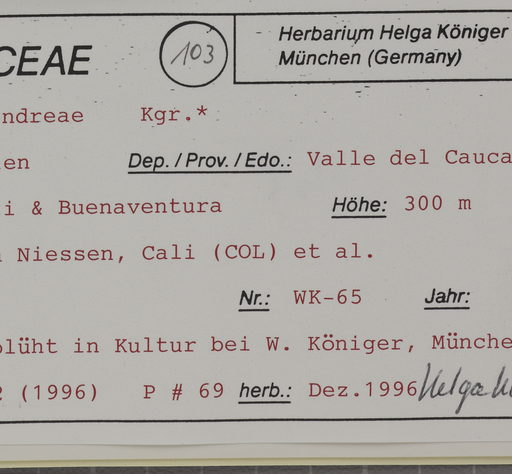 CEAE 103 Herbarium Helga Königer
München (Germany)
ndreae Kgr.*
en Dep. / Prov. / Edo.: Valle del Cauca
i & Buenaventura Höhe: 300 m
Niessen, Cali (COL) et al.
Nr.: WK-65 Jahr:
blüht in Kultur bei W. Königer, Münche
2 (1996) P # 69 herb.: Dez.1996 Helga